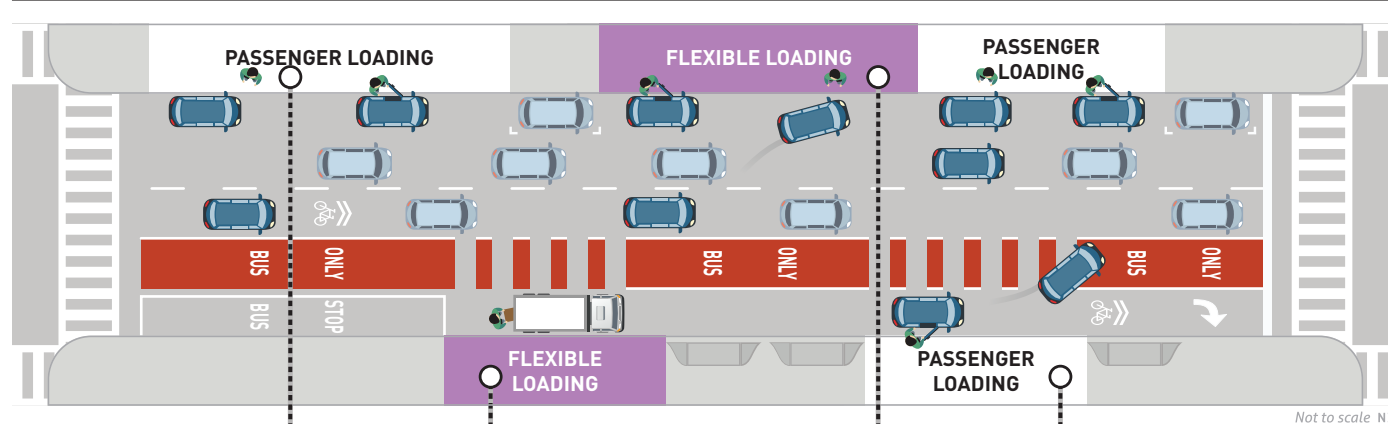 PASSENGER LOADING
FLEXIBLE LOADING
PASSENGER
LOADING
BUS ONLY
BUS ONLY
BUS ONLY
BUS STOP
FLEXIBLE
LOADING
PASSENGER
LOADING
Not to scale N